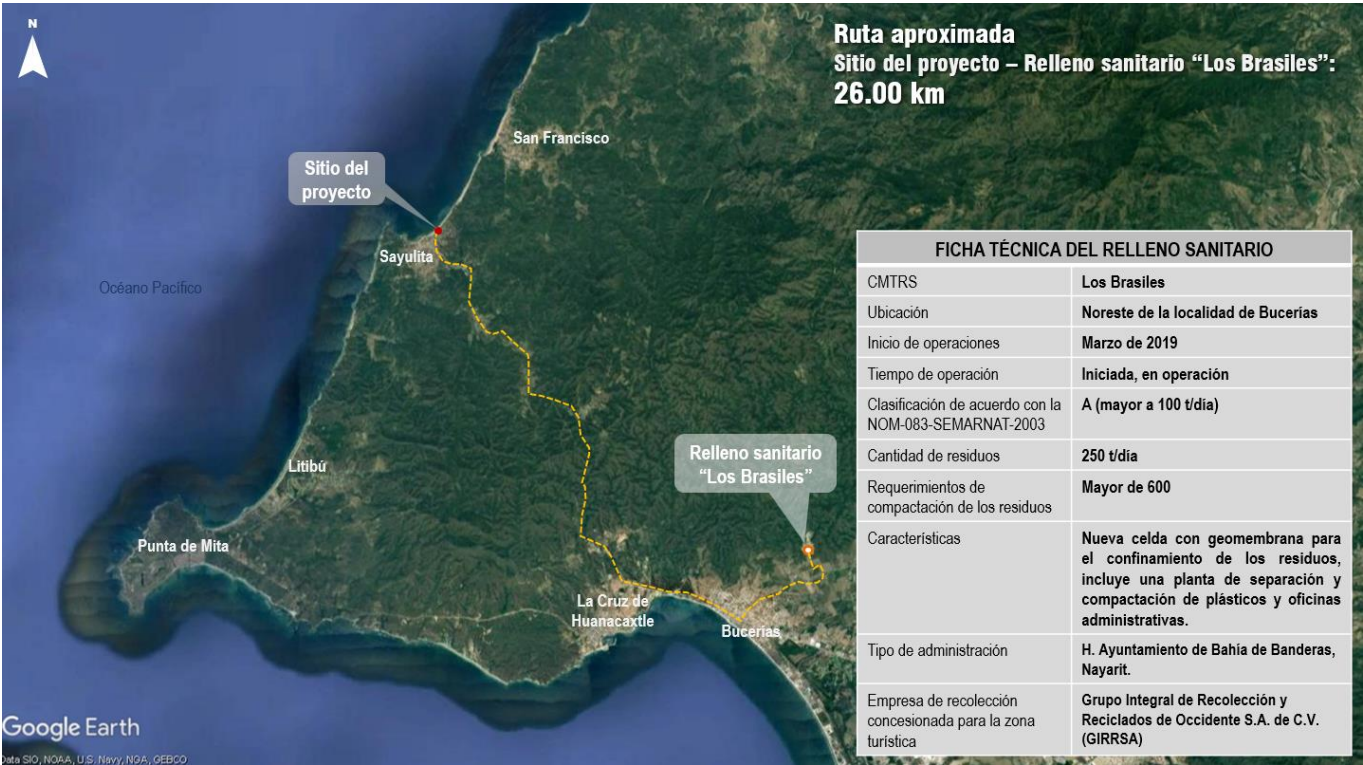 N
Ruta aproximada
Sitio del proyecto – Relleno sanitario “Los Brasiles”:
26.00 km
San Francisco
Sitio del
proyecto
Sayulita
Océano Pacífico
Litibú
Punta de Mita
Relleno sanitario
“Los Brasiles”
La Cruz de
Huanacaxtle
Bucerías
FICHA TÉCNICA DEL RELLENO SANITARIO
CMTRS Los Brasiles
Ubicación Noreste de la localidad de Bucerías
Inicio de operaciones Marzo de 2019
Tiempo de operación Iniciada, en operación
Clasificación de acuerdo con la A (mayor a 100 t/día)
NOM-083-SEMARNAT-2003
Cantidad de residuos 250 t/día
Requerimientos de Mayor de 600
compactación de los residuos
Características Nueva celda con geomembrana para
el confinamiento de los residuos,
incluye una planta de separación y
compactación de plásticos y oficinas
administrativas.
Tipo de administración H. Ayuntamiento de Bahía de Banderas,
Nayarit.
Empresa de recolección Grupo Integral de Recolección y
concesionada para la zona Reciclados de Occidente S.A. de C.V.
turística (GIRRSA)
Google Earth
Data SIO, NOAA, U.S. Navy, NGA, GEBCO